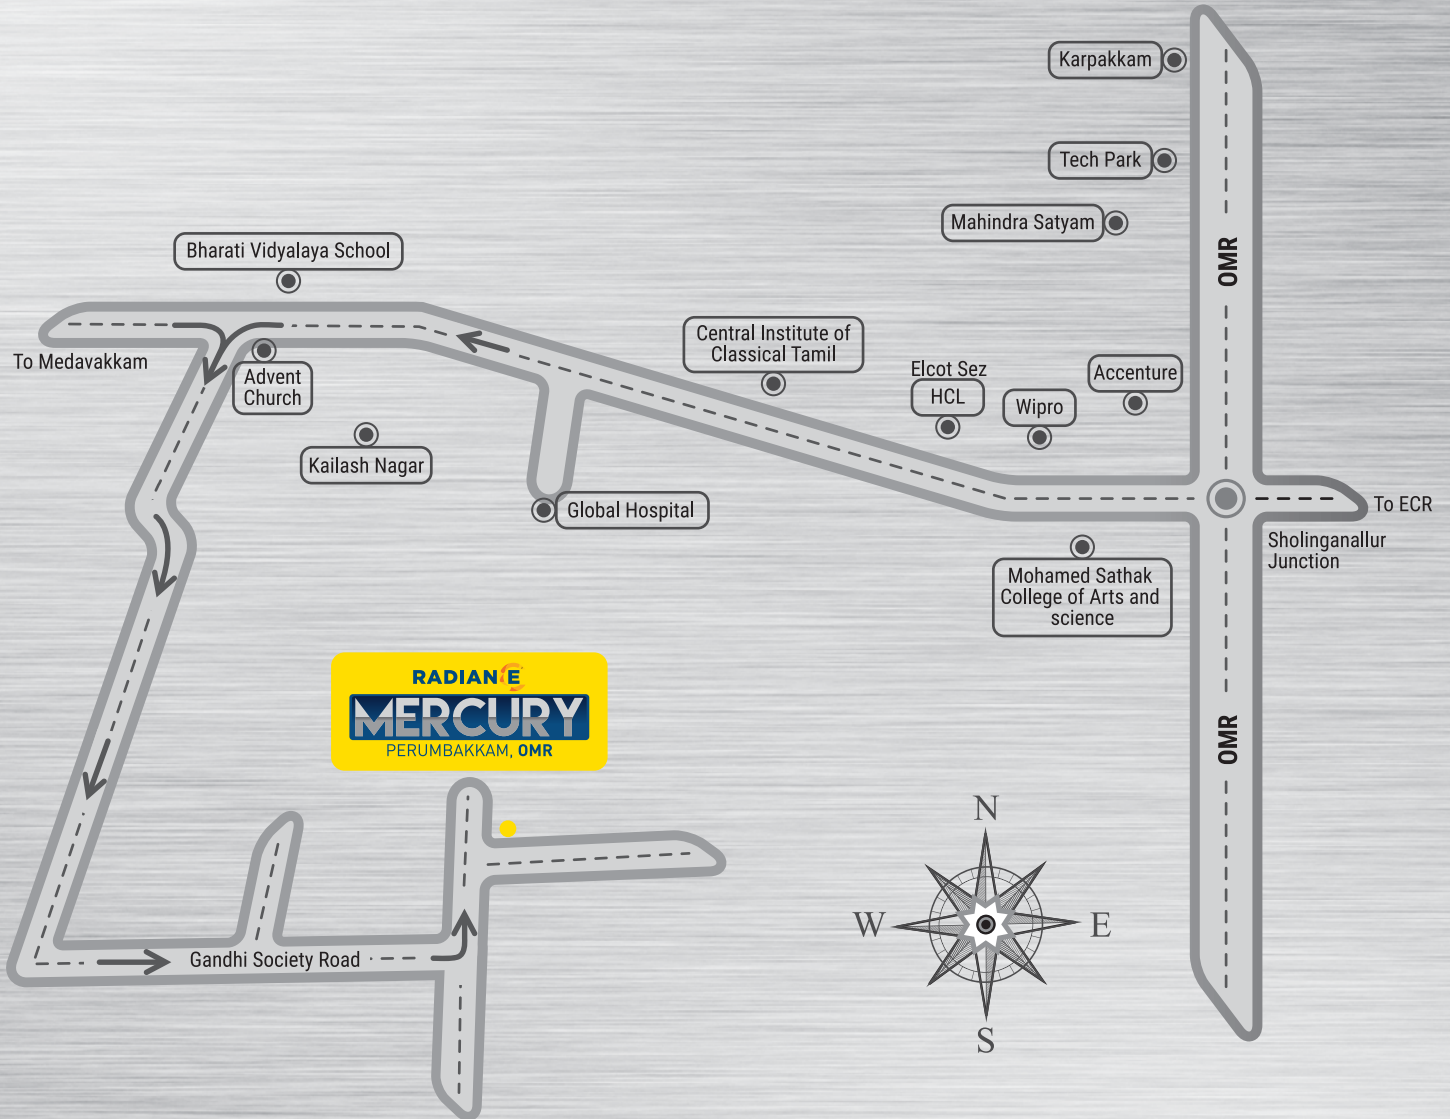 Karpakkam
Tech Park
Mahindra Satyam
OMR
Bharati Vidyalaya School
To Medavakkam
Advent
Church
Kailash Nagar
Central Institute of
Classical Tamil
Elcot Sez
HCL
Wipro
Accenture
Global Hospital
To ECR
Sholinganallur
Junction
Mohamed Sathak
College of Arts and
science
RADIANCE
MERCURY
PERUMBAKKAM, OMR
OMR
Gandhi Society Road
N
W
E
S